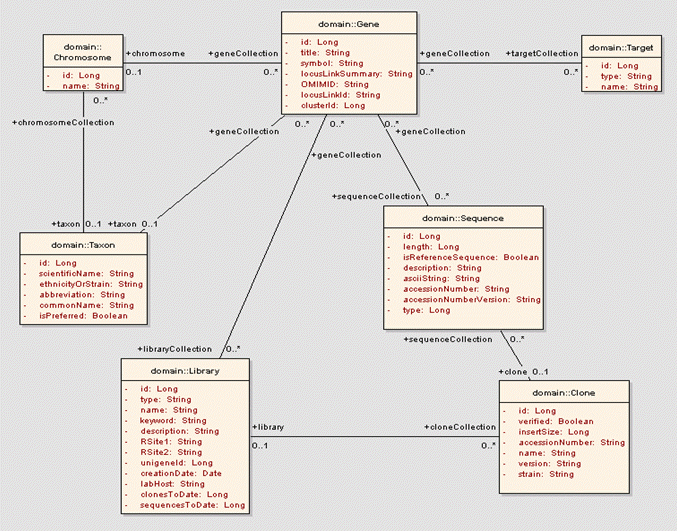 domain::
Chromosome
- id: Long
- name: String
domain::Gene
- id: Long
- title: String
- symbol: String
- locusLinkSummary: String
- OMIMID: String
- locusLinkId: String
- clusterId: Long
domain::Target
- id: Long
- type: String
- name: String
+chromosome +geneCollection
0..1 0..*
+geneCollection +targetCollection
0..* 0..*
0..*
+chromosomeCollection
+geneCollection
0..* 0..*
+geneCollection
0..*
+geneCollection
+sequenceCollection 0..*
+taxon 0..1
+taxon 0..1
domain::Taxon
- id: Long
- scientificName: String
- ethnicityOrStrain: String
- abbreviation: String
- commonName: String
- isPreferred: Boolean
domain::Sequence
- id: Long
- length: Long
- isReferenceSequence: Boolean
- description: String
- asciiString: String
- accessionNumber: String
- accessionNumberVersion: String
- type: Long
+sequenceCollection 0..*
+clone 0..1
+libraryCollection 0..*
domain::Library
- id: Long
- type: String
- name: String
- keyword: String
- description: String
- RSite1: String
- RSite2: String
- unigeneId: Long
- creationDate: Date
- labHost: String
- clonesToDate: Long
- sequencesToDate: Long
+library +cloneCollection
0..1 0..*
domain::Clone
- id: Long
- verified: Boolean
- insertSize: Long
- accessionNumber: String
- name: String
- version: String
- strain: String